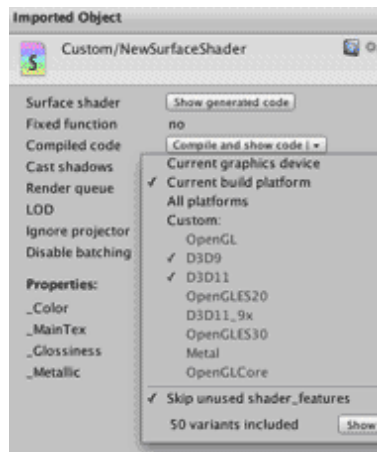 Imported Object
Custom/NewSurfaceShader
S
Surface shader Show generated code
Fixed function no
Compiled code Compile and show code
Cast shadows Current graphics device
Render queue ✓ Current build platform
LOD All platforms
Ignore projector Custom:
Disable batching OpenGL
✓ D3D9
Properties: ✓ D3D11
_Color OpenGLES20
_MainTex D3D11_9x
_Glossiness OpenGLES30
_Metallic Metal
OpenGLCore
✓ Skip unused shader_features
50 variants included Show